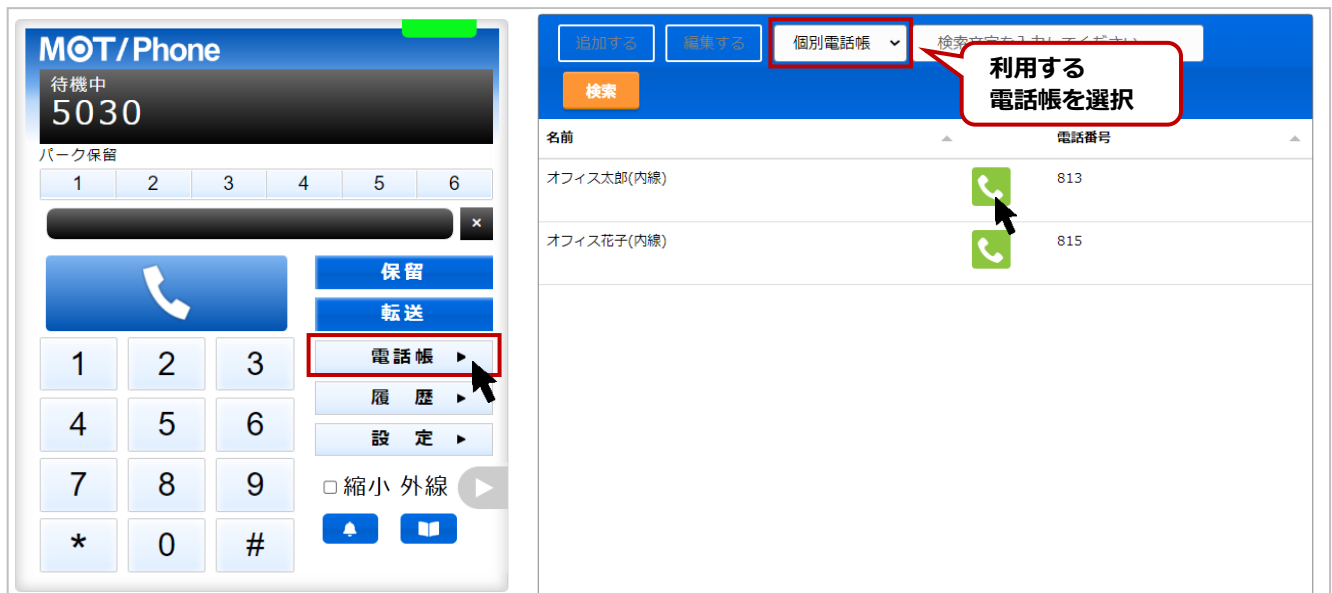 MOT/Phone
待機中
5030
パーク保留
1 2 3 4 5 6
×
保留
転送
1 2 3
電話帳
履 歴
4 5 6
設 定
7 8 9
縮小 外線
* 0 #
追加する 編集する 個別電話帳
検索
利用する
電話帳を選択
名前 電話番号
オフィス太郎(内線) 813
オフィス花子(内線) 815